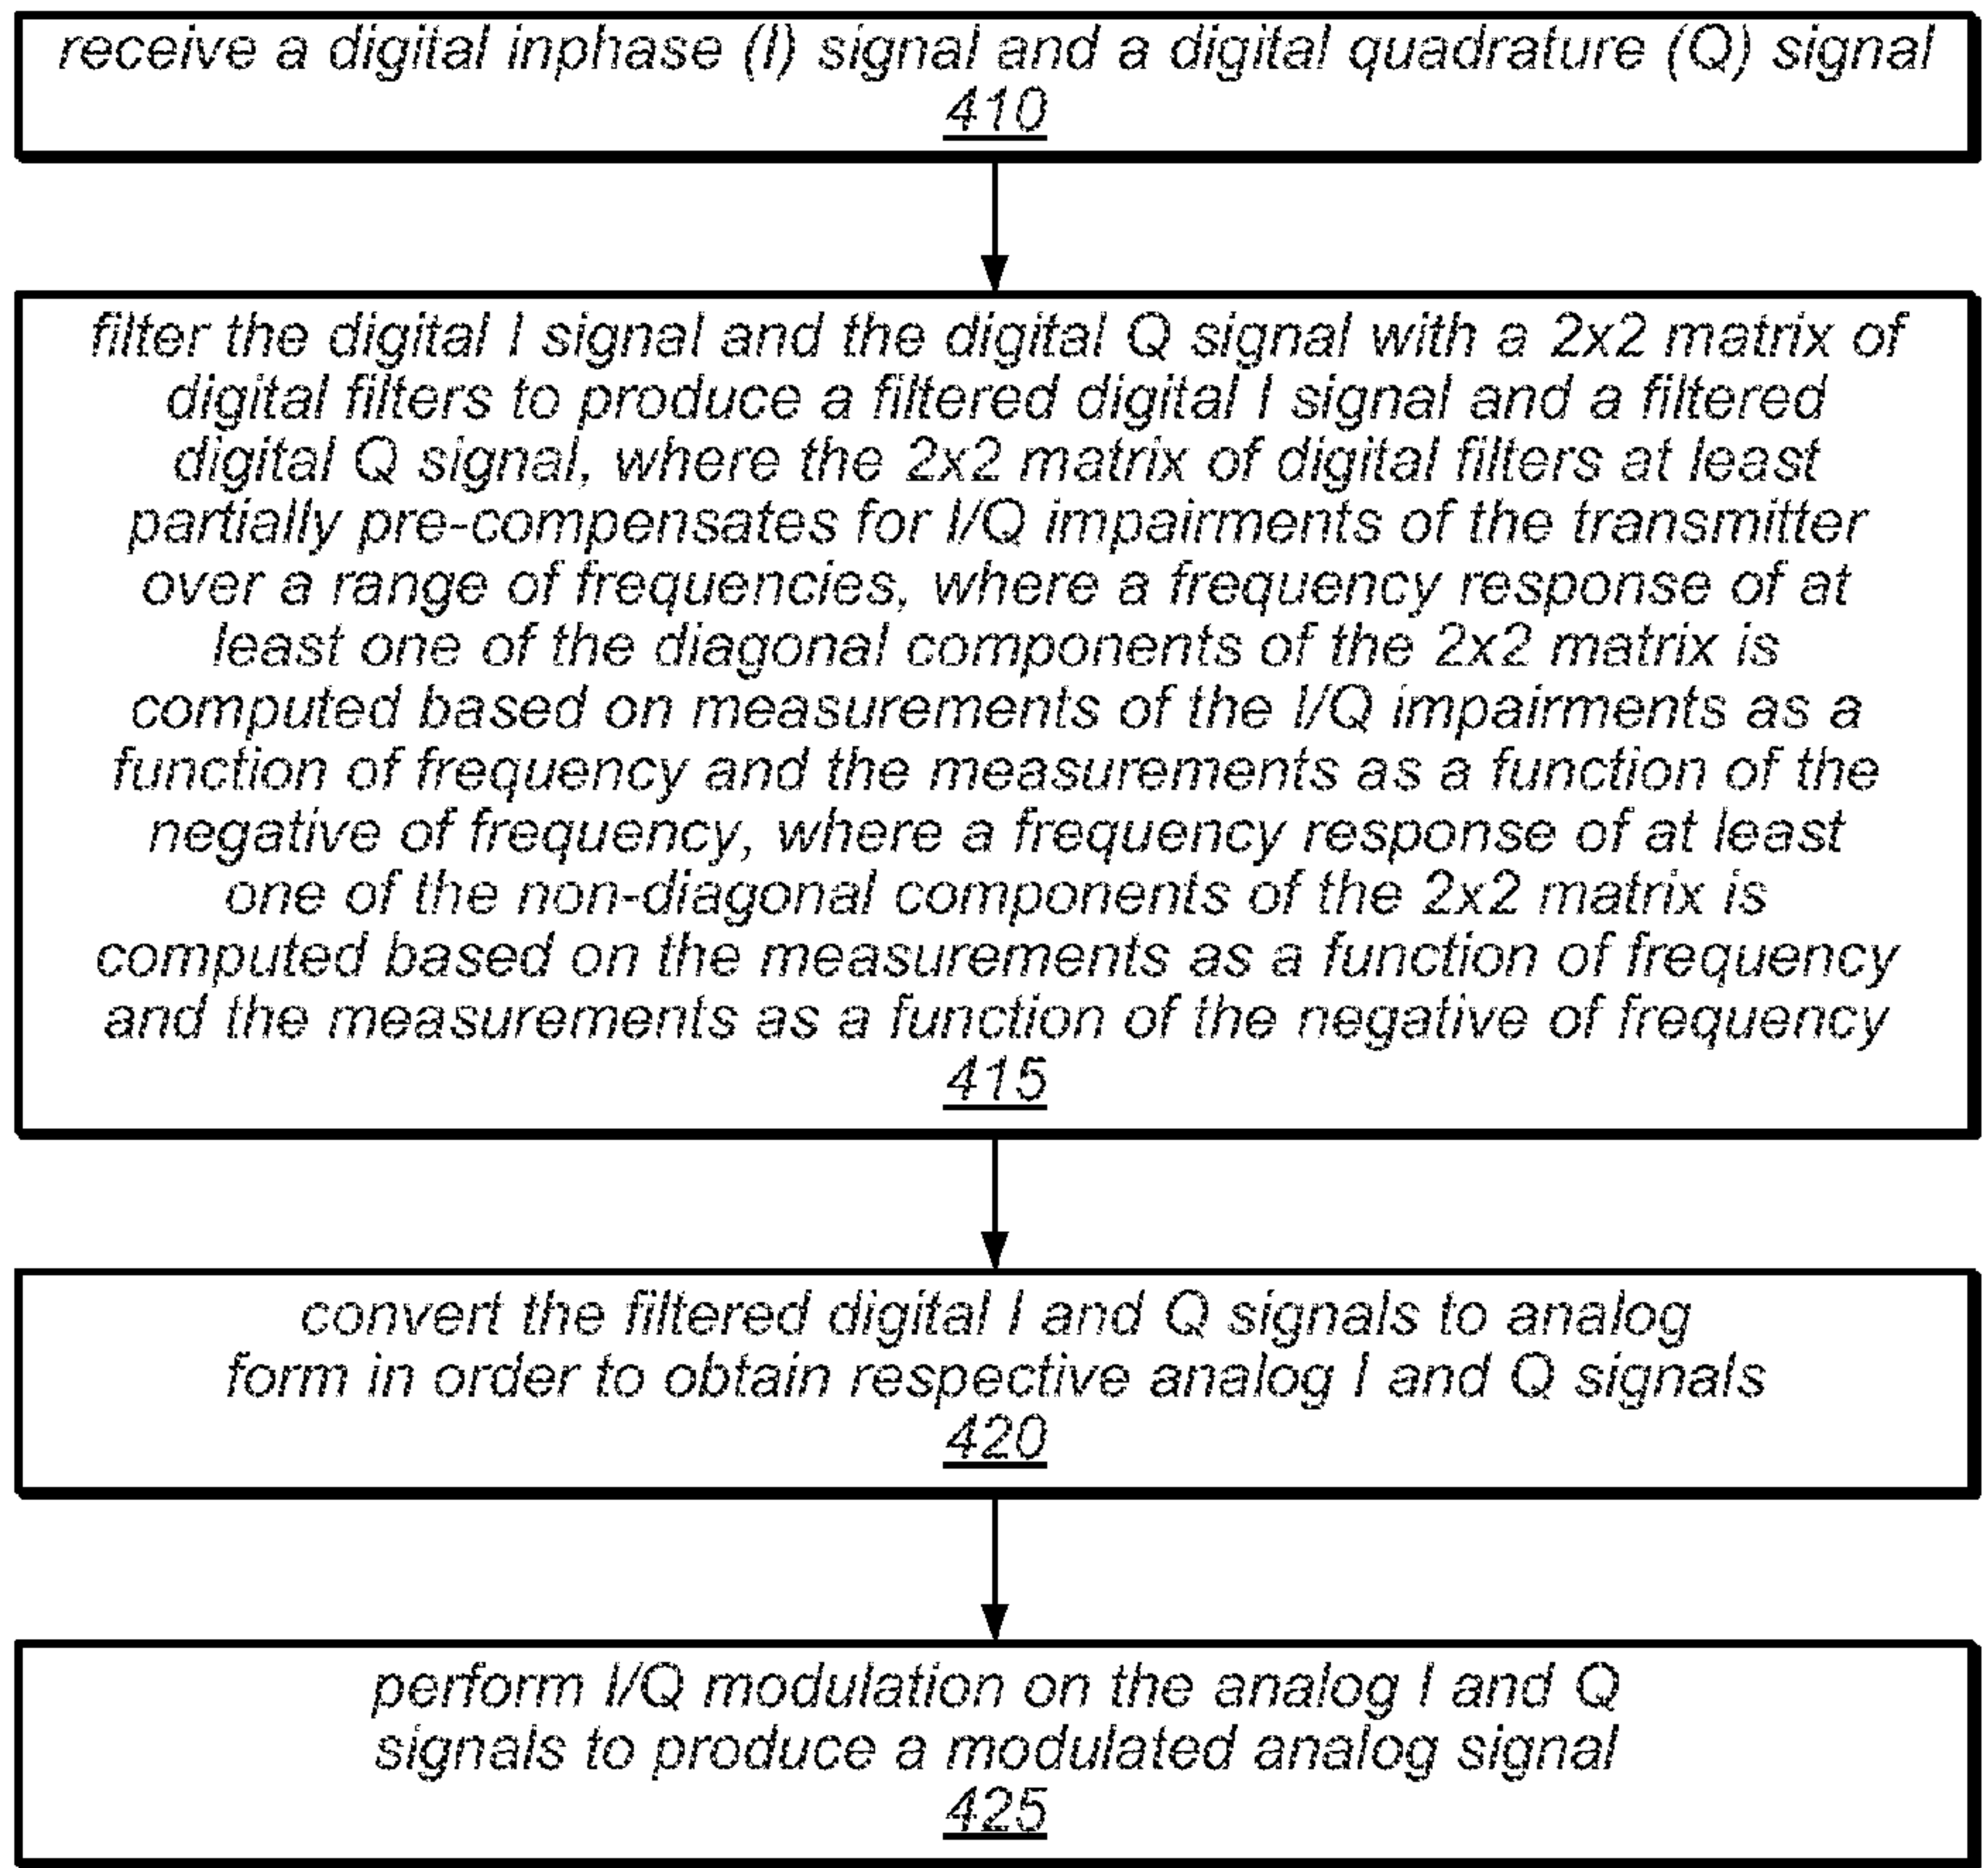 receive a digital inphase (I) signal and a digital quadrature (Q) signal
410
filter the digital I signal and the digital Q signal with a 2x2 matrix of
digital filters to produce a filtered digital I signal and a filtered
digital Q signal, where the 2x2 matrix of digital filters at least
partially pre-compensates for I/Q impairments of the transmitter
over a range of frequencies, where a frequency response of at
least one of the diagonal components of the 2x2 matrix is
computed based on measurements of the I/Q impairments as a
function of frequency and the measurements as a function of the
negative of frequency, where a frequency response of at least
one of the non-diagonal components of the 2x2 matrix is
computed based on the measurements as a function of frequency
and the measurements as a function of the negative of frequency
415
convert the filtered digital I and Q signals to analog
form in order to obtain respective analog I and Q signals
420
perform I/Q modulation on the analog I and Q
signals to produce a modulated analog signal
425